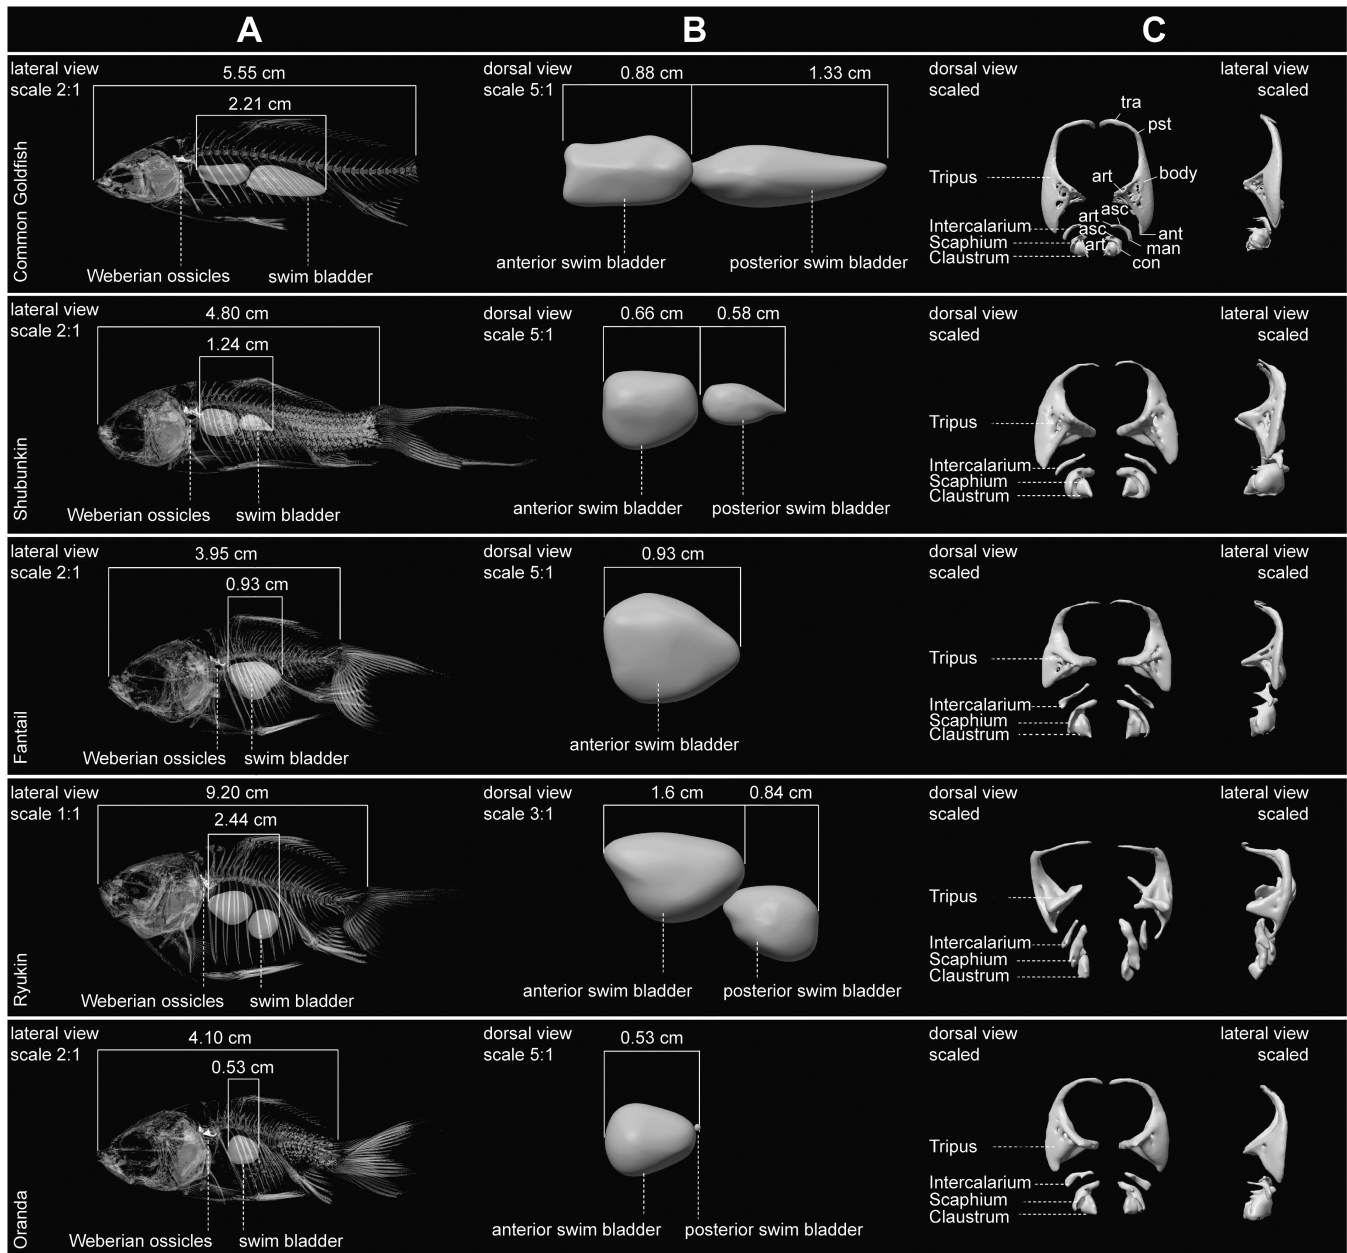 A
B
C
lateral view
scale 2:1
5.55 cm
2.21 cm
Weberian ossicles
swim bladder
Common Goldfish
dorsal view
scale 5:1
0.88 cm
1.33 cm
anterior swim bladder
posterior swim bladder
dorsal view
scaled
lateral view
scaled
tra
pst
Tripus
art
body
asc
art
Intercalarium
asc
ant
Scaphium
art
man
Claustrum
con
lateral view
scale 2:1
4.80 cm
1.24 cm
Weberian ossicles
swim bladder
Shubunkin
dorsal view
scale 5:1
0.66 cm
0.58 cm
anterior swim bladder
posterior swim bladder
dorsal view
scaled
lateral view
scaled
Tripus
Intercalarium
Scaphium
Claustrum
lateral view
scale 2:1
3.95 cm
0.93 cm
Weberian ossicles
swim bladder
Fantail
dorsal view
scale 5:1
0.93 cm
anterior swim bladder
dorsal view
scaled
lateral view
scaled
Tripus
Intercalarium
Scaphium
Claustrum
lateral view
scale 1:1
9.20 cm
2.44 cm
Weberian ossicles
swim bladder
Ryukin
dorsal view
scale 3:1
1.6 cm
0.84 cm
anterior swim bladder
posterior swim bladder
dorsal view
scaled
lateral view
scaled
Tripus
Intercalarium
Scaphium
Claustrum
lateral view
scale 2:1
4.10 cm
0.53 cm
Weberian ossicles
swim bladder
Oranda
dorsal view
scale 5:1
0.53 cm
anterior swim bladder
posterior swim bladder
dorsal view
scaled
lateral view
scaled
Tripus
Intercalarium
Scaphium
Claustrum